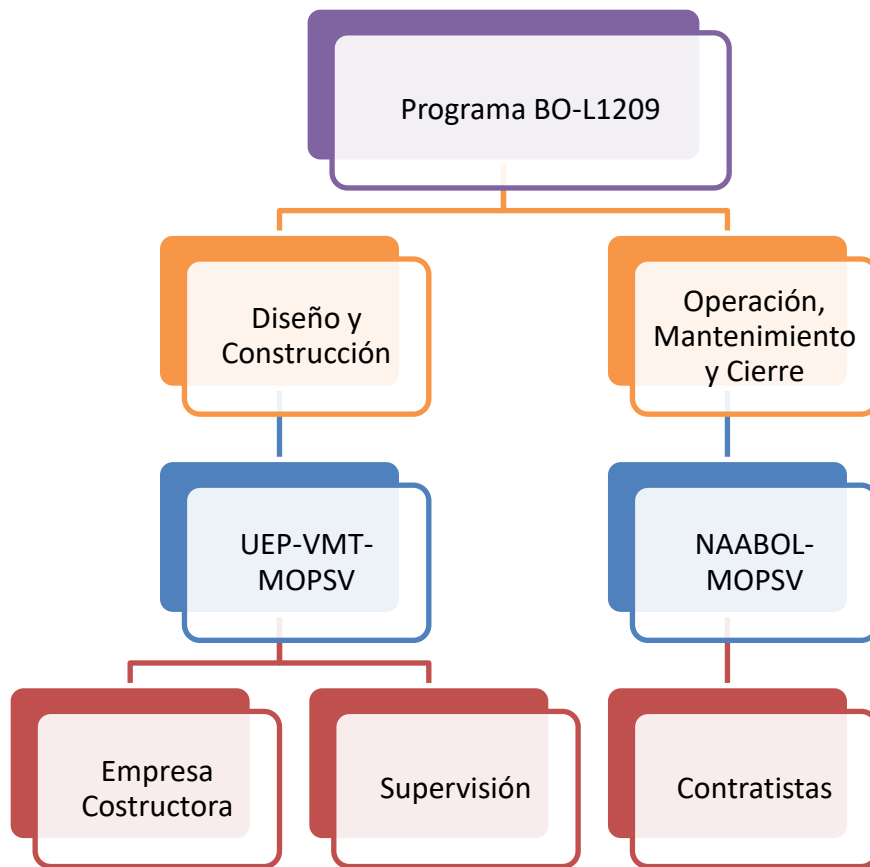 Programa BO-L1209
Diseño y
Construcción
Operación,
Mantenimiento
y Cierre
UEP-VMT-
MOPSV
NAABOL-
MOPSV
Empresa
Costructora
Supervisión
Contratistas